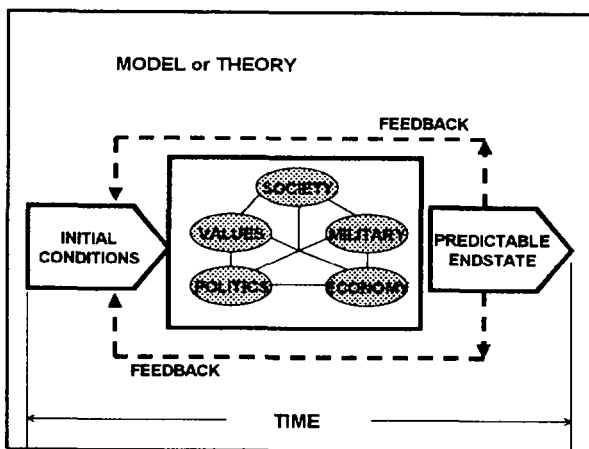 MODEL or THEORY
FEEDBACK
SOCIETY
VALUES
MILITARY
INITIAL
CONDITIONS
PREDICTABLE
ENDSTATE
POLITICS
ECONOMY
FEEDBACK
TIME